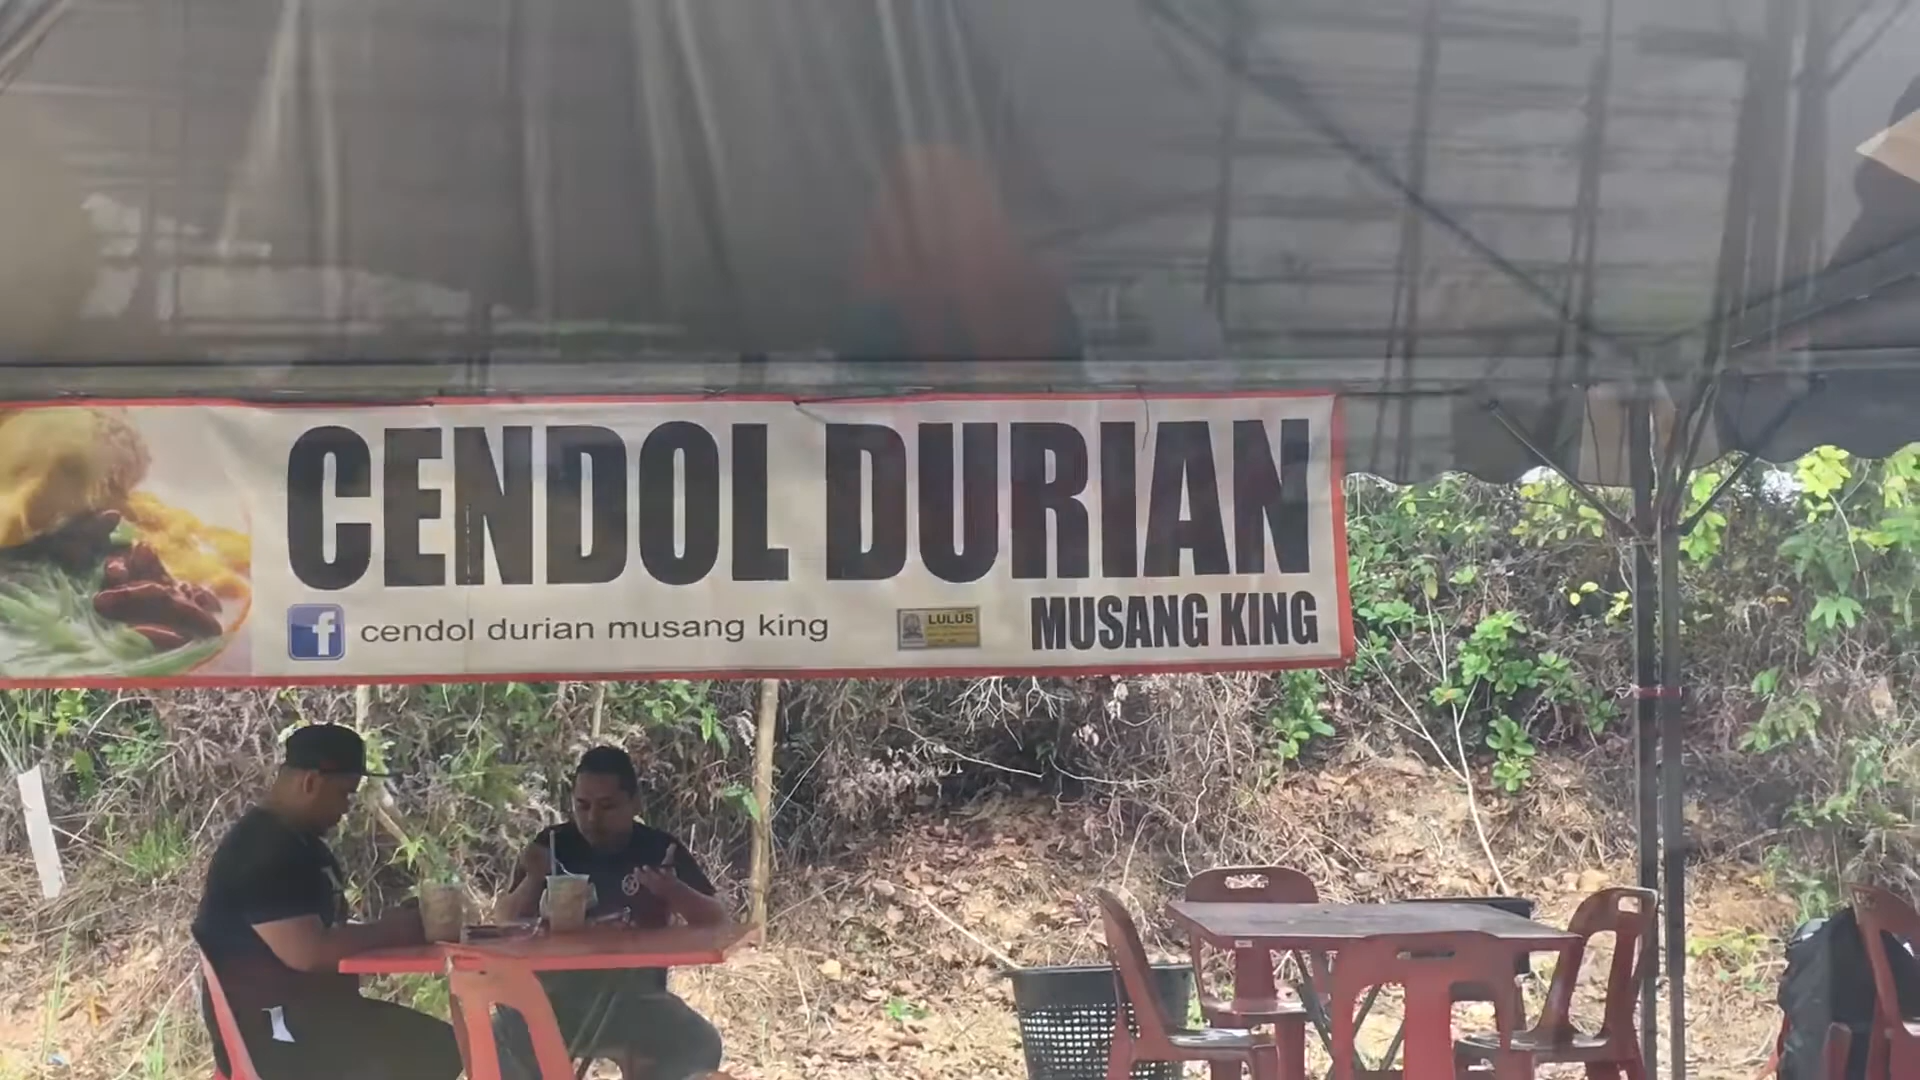 CENDOL DURIAN
MUSANG KING
f cendol durian musang king
LULUS